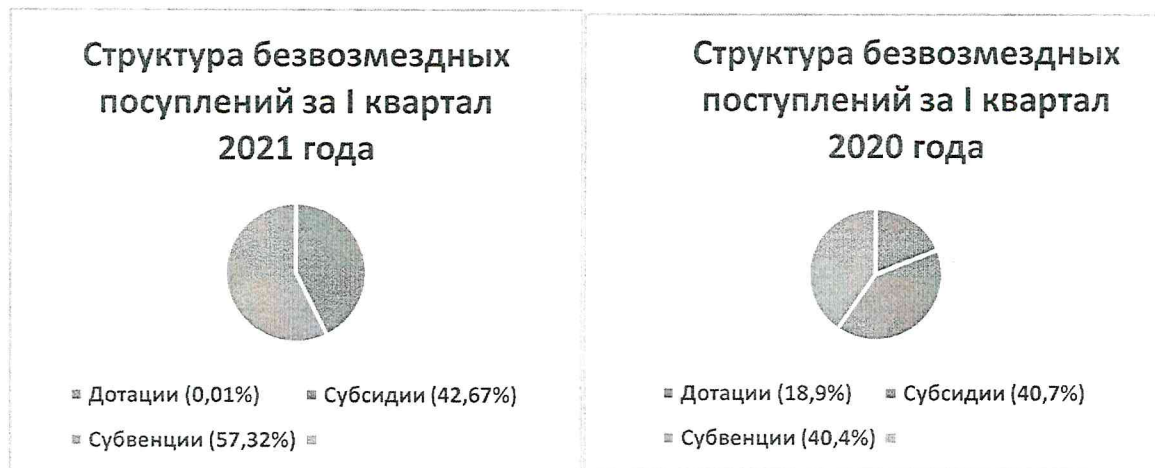 Структура безвозмездных
посуплений за I квартал
2021 года
Дотации (0,01%) Субсидии (42,67%)
Субвенции (57,32%)
Структура безвозмездных
поступлений за I квартал
2020 года
Дотации (18,9%) Субсидии (40,7%)
Субвенции (40,4%)